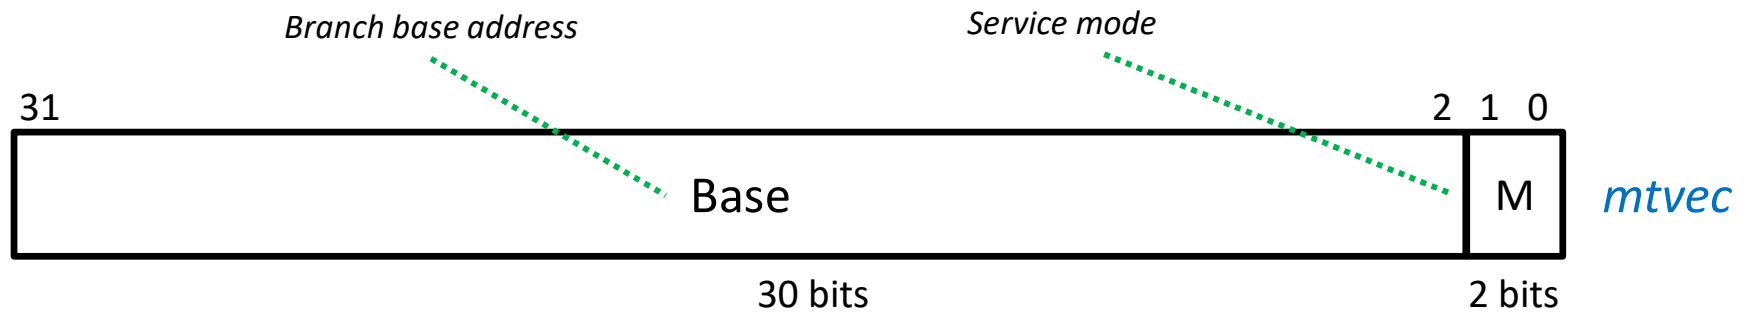 Branch base address
Service mode
31
2 1 0
Base
M
mtvec
30 bits
2 bits